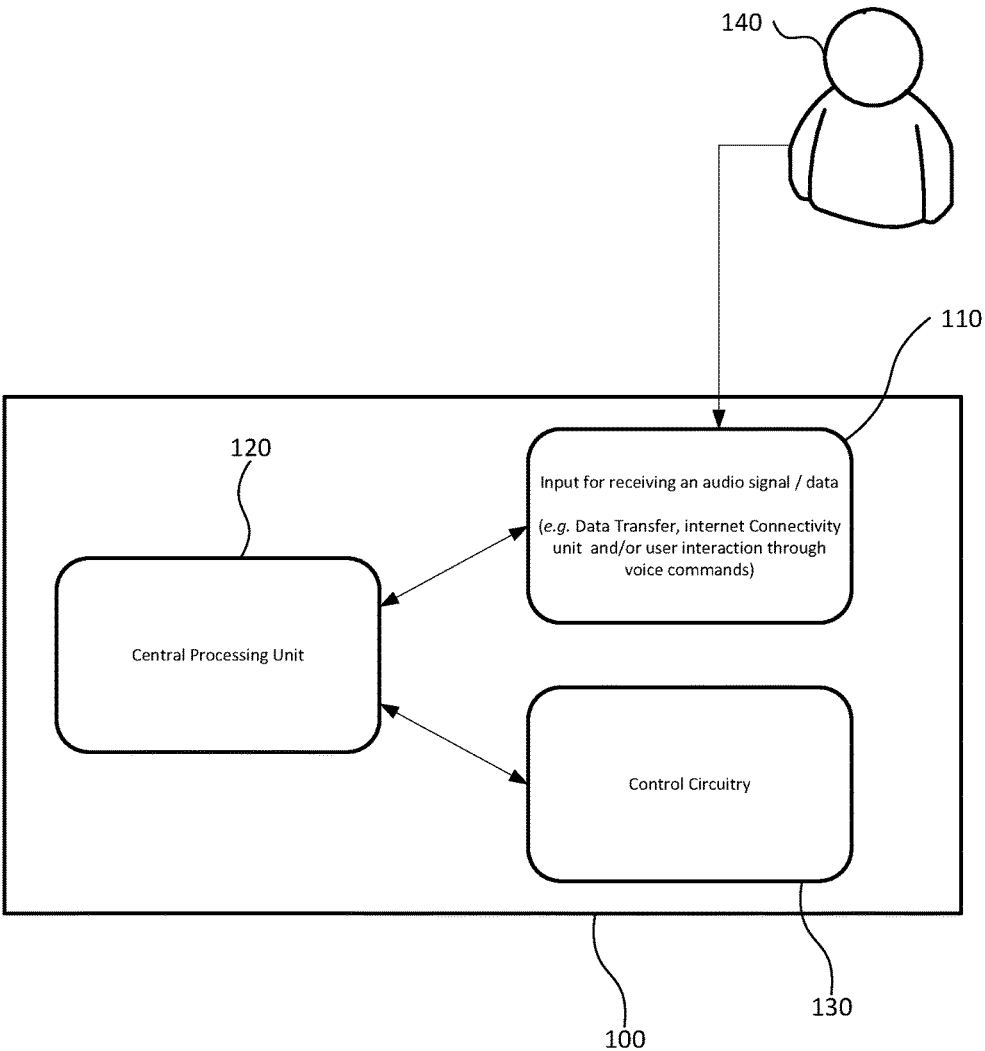 140
110
120
Input for receiving an audio signal / data
(e.g. Data Transfer, internet Connectivity
unit and/or user interaction through
voice commands)
Central Processing Unit
Control Circuitry
130
100